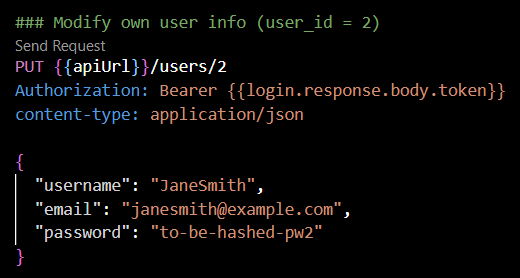 ### Modify own user info (user_id = 2)
Send Request
PUT {{apiUrl}}/users/2
Authorization: Bearer {{login.response.body.token}}
content-type: application/json
{
"username": "JaneSmith",
"email": "janesmith@example.com",
"password": "to-be-hashed-pw2"
}